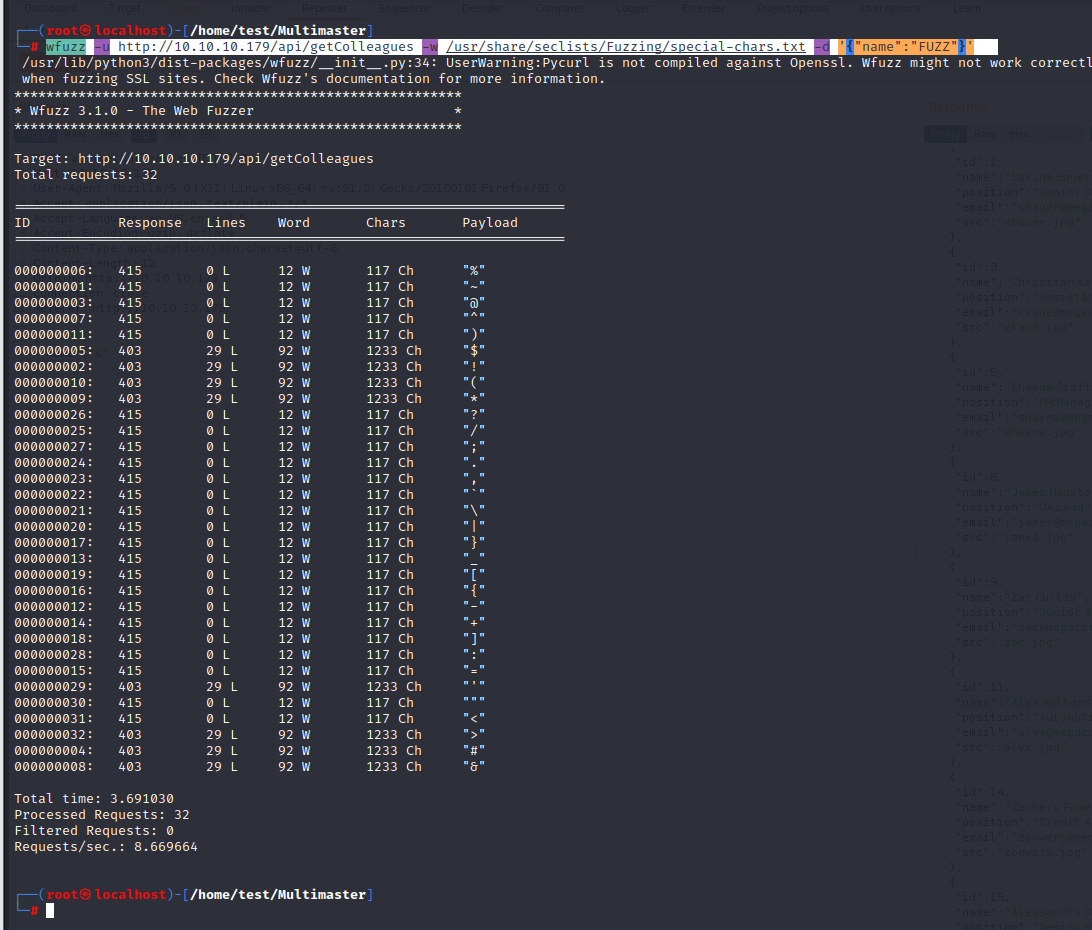 Dashboard Target Intruder Repeater Sequencer Decoder Comparer Logger Extender Project options User options Learn
┌──(root㉿localhost)-[/home/test/Multimaster]
└─# wfuzz -u http://10.10.10.179/api/getColleagues -w /usr/share/seclists/Fuzzing/special-chars.txt -d '{"name":"FUZZ"}'
/usr/lib/python3/dist-packages/wfuzz/__init__.py:34: UserWarning:Pycurl is not compiled against Openssl. Wfuzz might not work correctl
when fuzzing SSL sites. Check Wfuzz's documentation for more information.
********************************************************
* Wfuzz 3.1.0 - The Web Fuzzer                         *
********************************************************
Target: http://10.10.10.179/api/getColleagues
Total requests: 32
=====================================================================
ID           Response   Lines    Word       Chars       Payload
=====================================================================
000000006:   415        0 L      12 W       117 Ch      "%"
000000001:   415        0 L      12 W       117 Ch      "~"
000000003:   415        0 L      12 W       117 Ch      "@"
000000007:   415        0 L      12 W       117 Ch      "^"
000000011:   415        0 L      12 W       117 Ch      ")"
000000005:   403        29 L     92 W       1233 Ch     "$"
000000002:   403        29 L     92 W       1233 Ch     "!"
000000010:   403        29 L     92 W       1233 Ch     "("
000000009:   403        29 L     92 W       1233 Ch     "*"
000000026:   415        0 L      12 W       117 Ch      "?"
000000025:   415        0 L      12 W       117 Ch      "/"
000000027:   415        0 L      12 W       117 Ch      ";"
000000024:   415        0 L      12 W       117 Ch      "."
000000023:   415        0 L      12 W       117 Ch      ","
000000022:   415        0 L      12 W       117 Ch      "`"
000000021:   415        0 L      12 W       117 Ch      "\"
000000020:   415        0 L      12 W       117 Ch      "|"
000000017:   415        0 L      12 W       117 Ch      "}"
000000013:   415        0 L      12 W       117 Ch      "_"
000000019:   415        0 L      12 W       117 Ch      "["
000000016:   415        0 L      12 W       117 Ch      "{"
000000012:   415        0 L      12 W       117 Ch      "-"
000000014:   415        0 L      12 W       117 Ch      "+"
000000018:   415        0 L      12 W       117 Ch      "]"
000000028:   415        0 L      12 W       117 Ch      ":"
000000015:   415        0 L      12 W       117 Ch      "="
000000029:   403        29 L     92 W       1233 Ch     "'"
000000030:   415        0 L      12 W       117 Ch      """
000000031:   415        0 L      12 W       117 Ch      "<"
000000032:   403        29 L     92 W       1233 Ch     ">"
000000004:   403        29 L     92 W       1233 Ch     "#"
000000008:   403        29 L     92 W       1233 Ch     "&"
Total time: 3.691030
Processed Requests: 32
Filtered Requests: 0
Requests/sec.: 8.669664
┌──(root㉿localhost)-[/home/test/Multimaster]
└─#